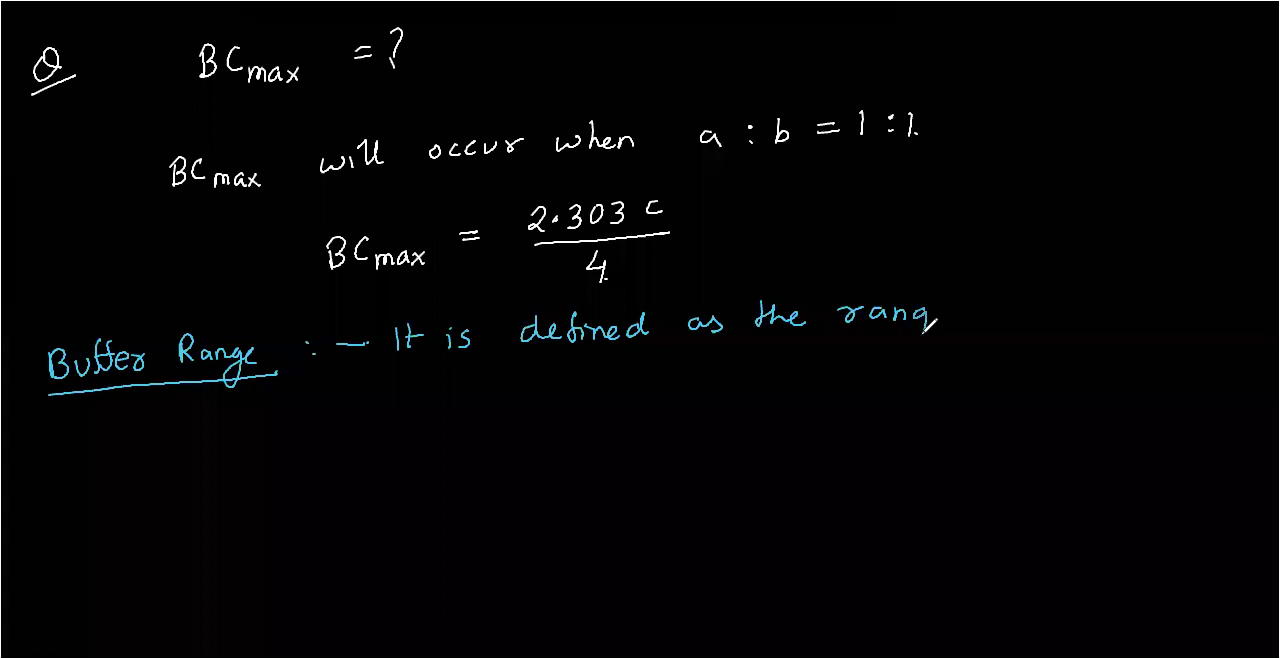 Q BCmax = ?
BCmax will occur when a : b = 1 : 1.
BCmax = 2.303 c / 4
Buffer Range : — It is defined as the rang